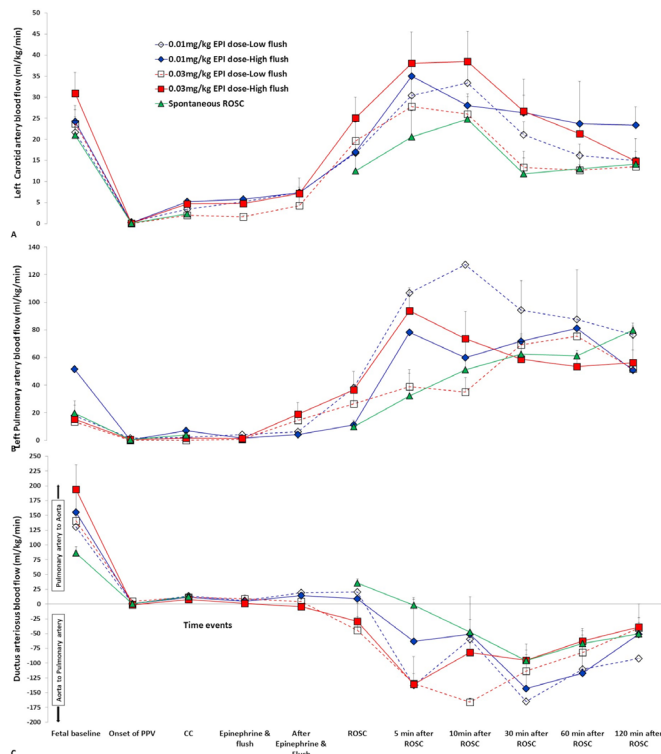 Left Carotid artery blood flow (ml/kg/min)
45
40
35
30
25
20
15
10
5
0
0.01mg/kg EPI dose-Low flush
0.01mg/kg EPI dose-High flush
0.03mg/kg EPI dose-Low flush
0.03mg/kg EPI dose-High flush
Spontaneous ROSC
A
Left Pulmonary artery blood flow (ml/kg/min)
140
120
100
80
60
40
20
0
B
Ductus arteriosus blood flow (ml/kg/min)
250
225
200
175
150
125
100
75
50
25
0
-25
-50
-75
-100
-125
-150
-175
-200
Pulmonary artery to Aorta
Aorta to Pulmonary artery
Time events
Fetal baseline
Onset of PPV
CC
Epinephrine & flush
After
Epinephrine &
Flush
ROSC
5 min after
ROSC
10min after
ROSC
30 min after
ROSC
60 min after
ROSC
120 min after
ROSC
C